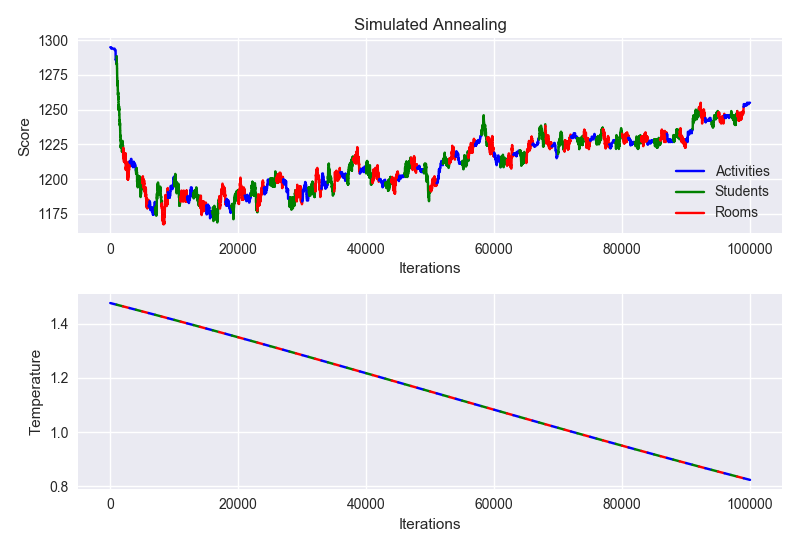 Simulated Annealing
1300
1275
1250
1225
1200
1175
Score
Activities
Students
Rooms
0 20000 40000 60000 80000 100000
Iterations
1.4
1.2
1.0
0.8
Temperature
0 20000 40000 60000 80000 100000
Iterations